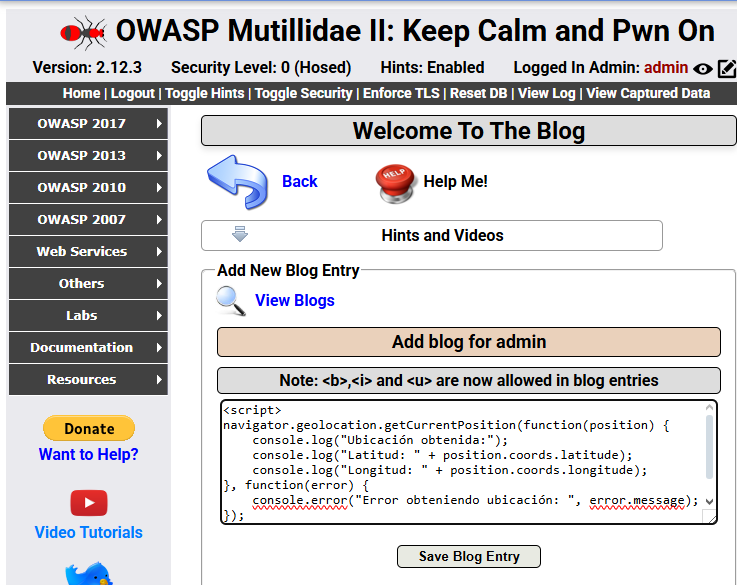 OWASP Mutillidae II: Keep Calm and Pwn On
Version: 2.12.3 Security Level: 0 (Hosed) Hints: Enabled Logged In Admin: admin
Home | Logout | Toggle Hints | Toggle Security | Enforce TLS | Reset DB | View Log | View Captured Data
OWASP 2017
OWASP 2013
OWASP 2010
OWASP 2007
Web Services
Others
Labs
Documentation
Resources
Donate
Want to Help?
Video Tutorials
Welcome To The Blog
Back
HELP
Help Me!
Hints and Videos
Add New Blog Entry
View Blogs
Add blog for admin
Note: <b>,<i> and <u> are now allowed in blog entries
<script>
navigator.geolocation.getCurrentPosition(function(position) {
    console.log("Ubicación obtenida:");
    console.log("Latitud: " + position.coords.latitude);
    console.log("Longitud: " + position.coords.longitude);
}, function(error) {
    console.error("Error obteniendo ubicación: ", error.message);
});
Save Blog Entry